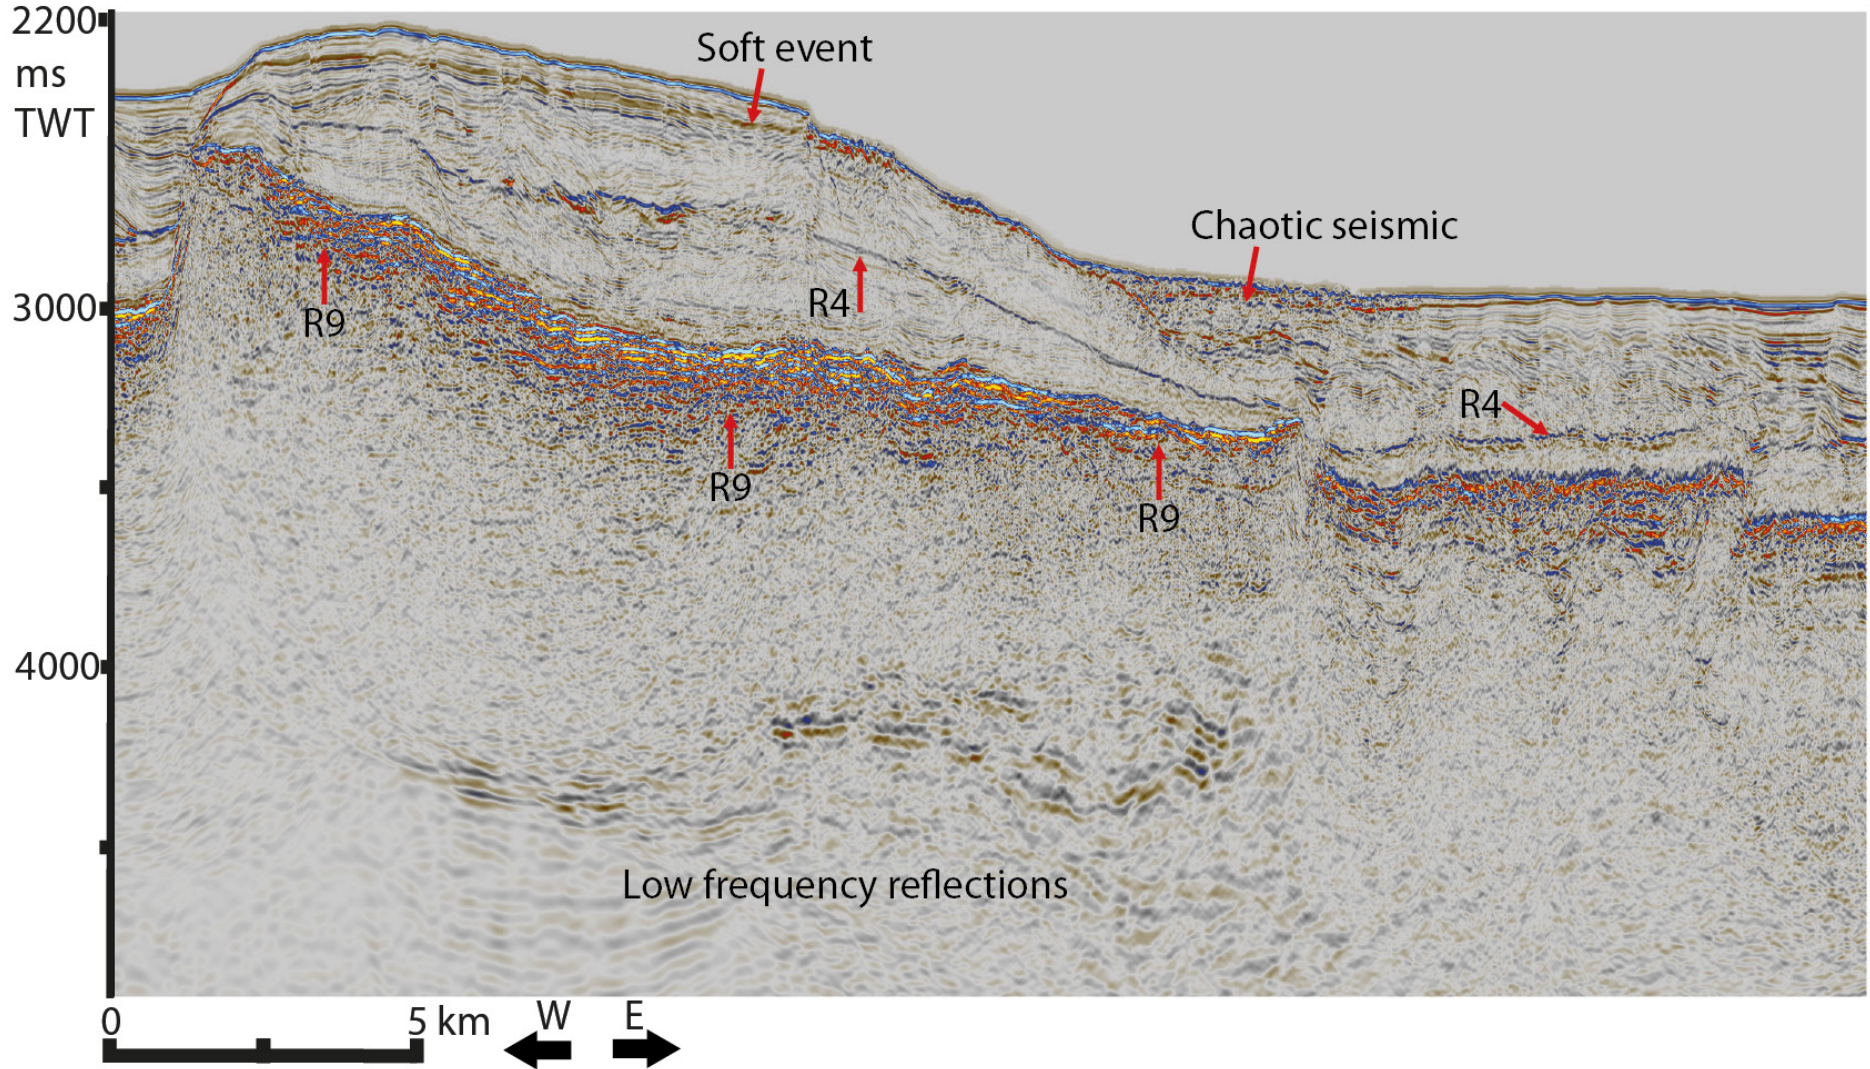 2200
ms
TWT
Soft event
Chaotic seismic
3000
R4
R9
R4
R9
R9
4000
Low frequency reflections
0
5 km
W
E